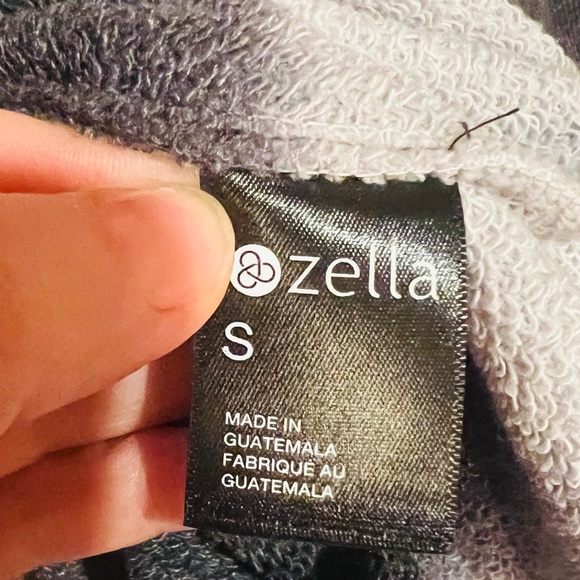 zella
S
MADE IN
GUATEMALA
FABRIQUE AU
GUATEMALA